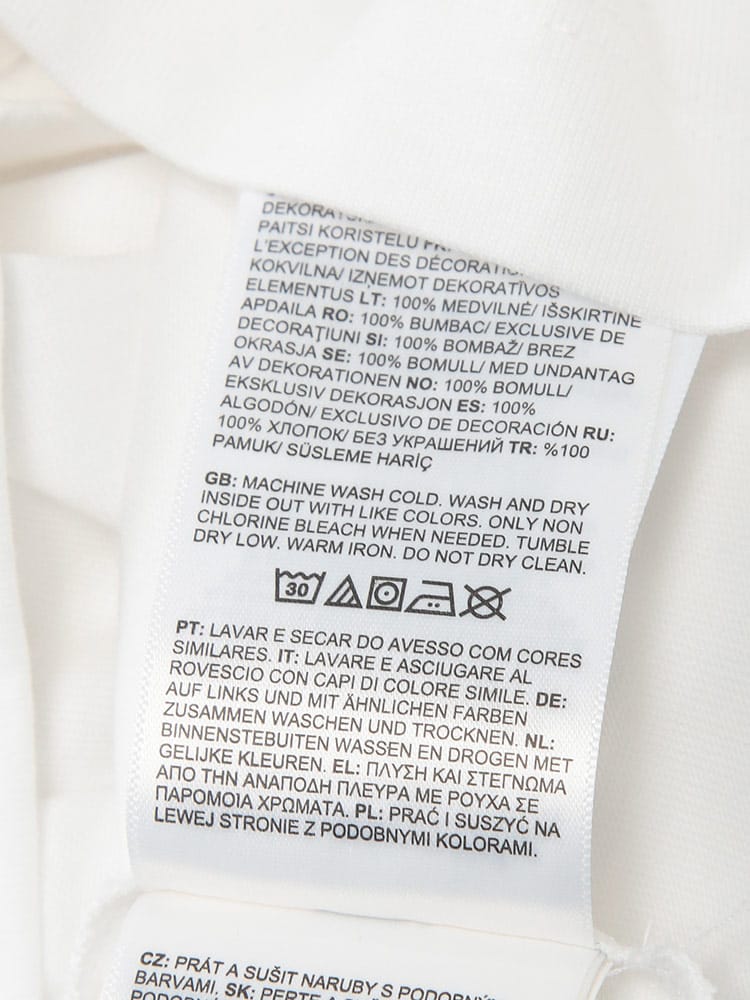 PAITSI KORISTELU
L'EXCEPTION DES
KOKVILNA/ IZŅEMOT DEKORATĪVOS
ELEMENTUS LT: 100% MEDVILNĖ/ IŠSKIRTINĖ
APDAILA RO: 100% BUMBAC/ EXCLUSIVE DE
DECORAŢIUNI SI: 100% BOMBAŽ/ BREZ
OKRASJA SE: 100% BOMULL/ MED UNDANTAG
AV DEKORATIONEN NO: 100% BOMULL/
EKSKLUSIV DEKORASJON ES: 100%
ALGODÓN/ EXCLUSIVO DE DECORACIÓN RU:
100% ХЛОПОК/ БЕЗ УКРАШЕНИЙ TR: %100
PAMUK/ SÜSLEME HARİÇ
GB: MACHINE WASH COLD. WASH AND DRY
INSIDE OUT WITH LIKE COLORS. ONLY NON
CHLORINE BLEACH WHEN NEEDED. TUMBLE
DRY LOW. WARM IRON. DO NOT DRY CLEAN.
30
PT: LAVAR E SECAR DO AVESSO COM CORES
SIMILARES. IT: LAVARE E ASCIUGARE AL
ROVESCIO CON CAPI DI COLORE SIMILE. DE:
AUF LINKS UND MIT ÄHNLICHEN FARBEN
ZUSAMMEN WASCHEN UND TROCKNEN. NL:
BINNENSTEBUITEN WASSEN EN DROGEN MET
GELIJKE KLEUREN. EL: ΠΛΥΣΗ ΚΑΙ ΣΤΕΓΝΩΜΑ
ΑΠΟ ΤΗΝ ΑΝΑΠΟΔΗ ΠΛΕΥΡΑ ΜΕ ΡΟΥΧΑ ΣΕ
ΠΑΡΟΜΟΙΑ ΧΡΩΜΑΤΑ. PL: PRAĆ I SUSZYĆ NA
LEWEJ STRONIE Z PODOBNYMI KOLORAMI.
CZ: PRÁT A SUŠIT NARUBY S
BARVAMI. SK: PERTE A